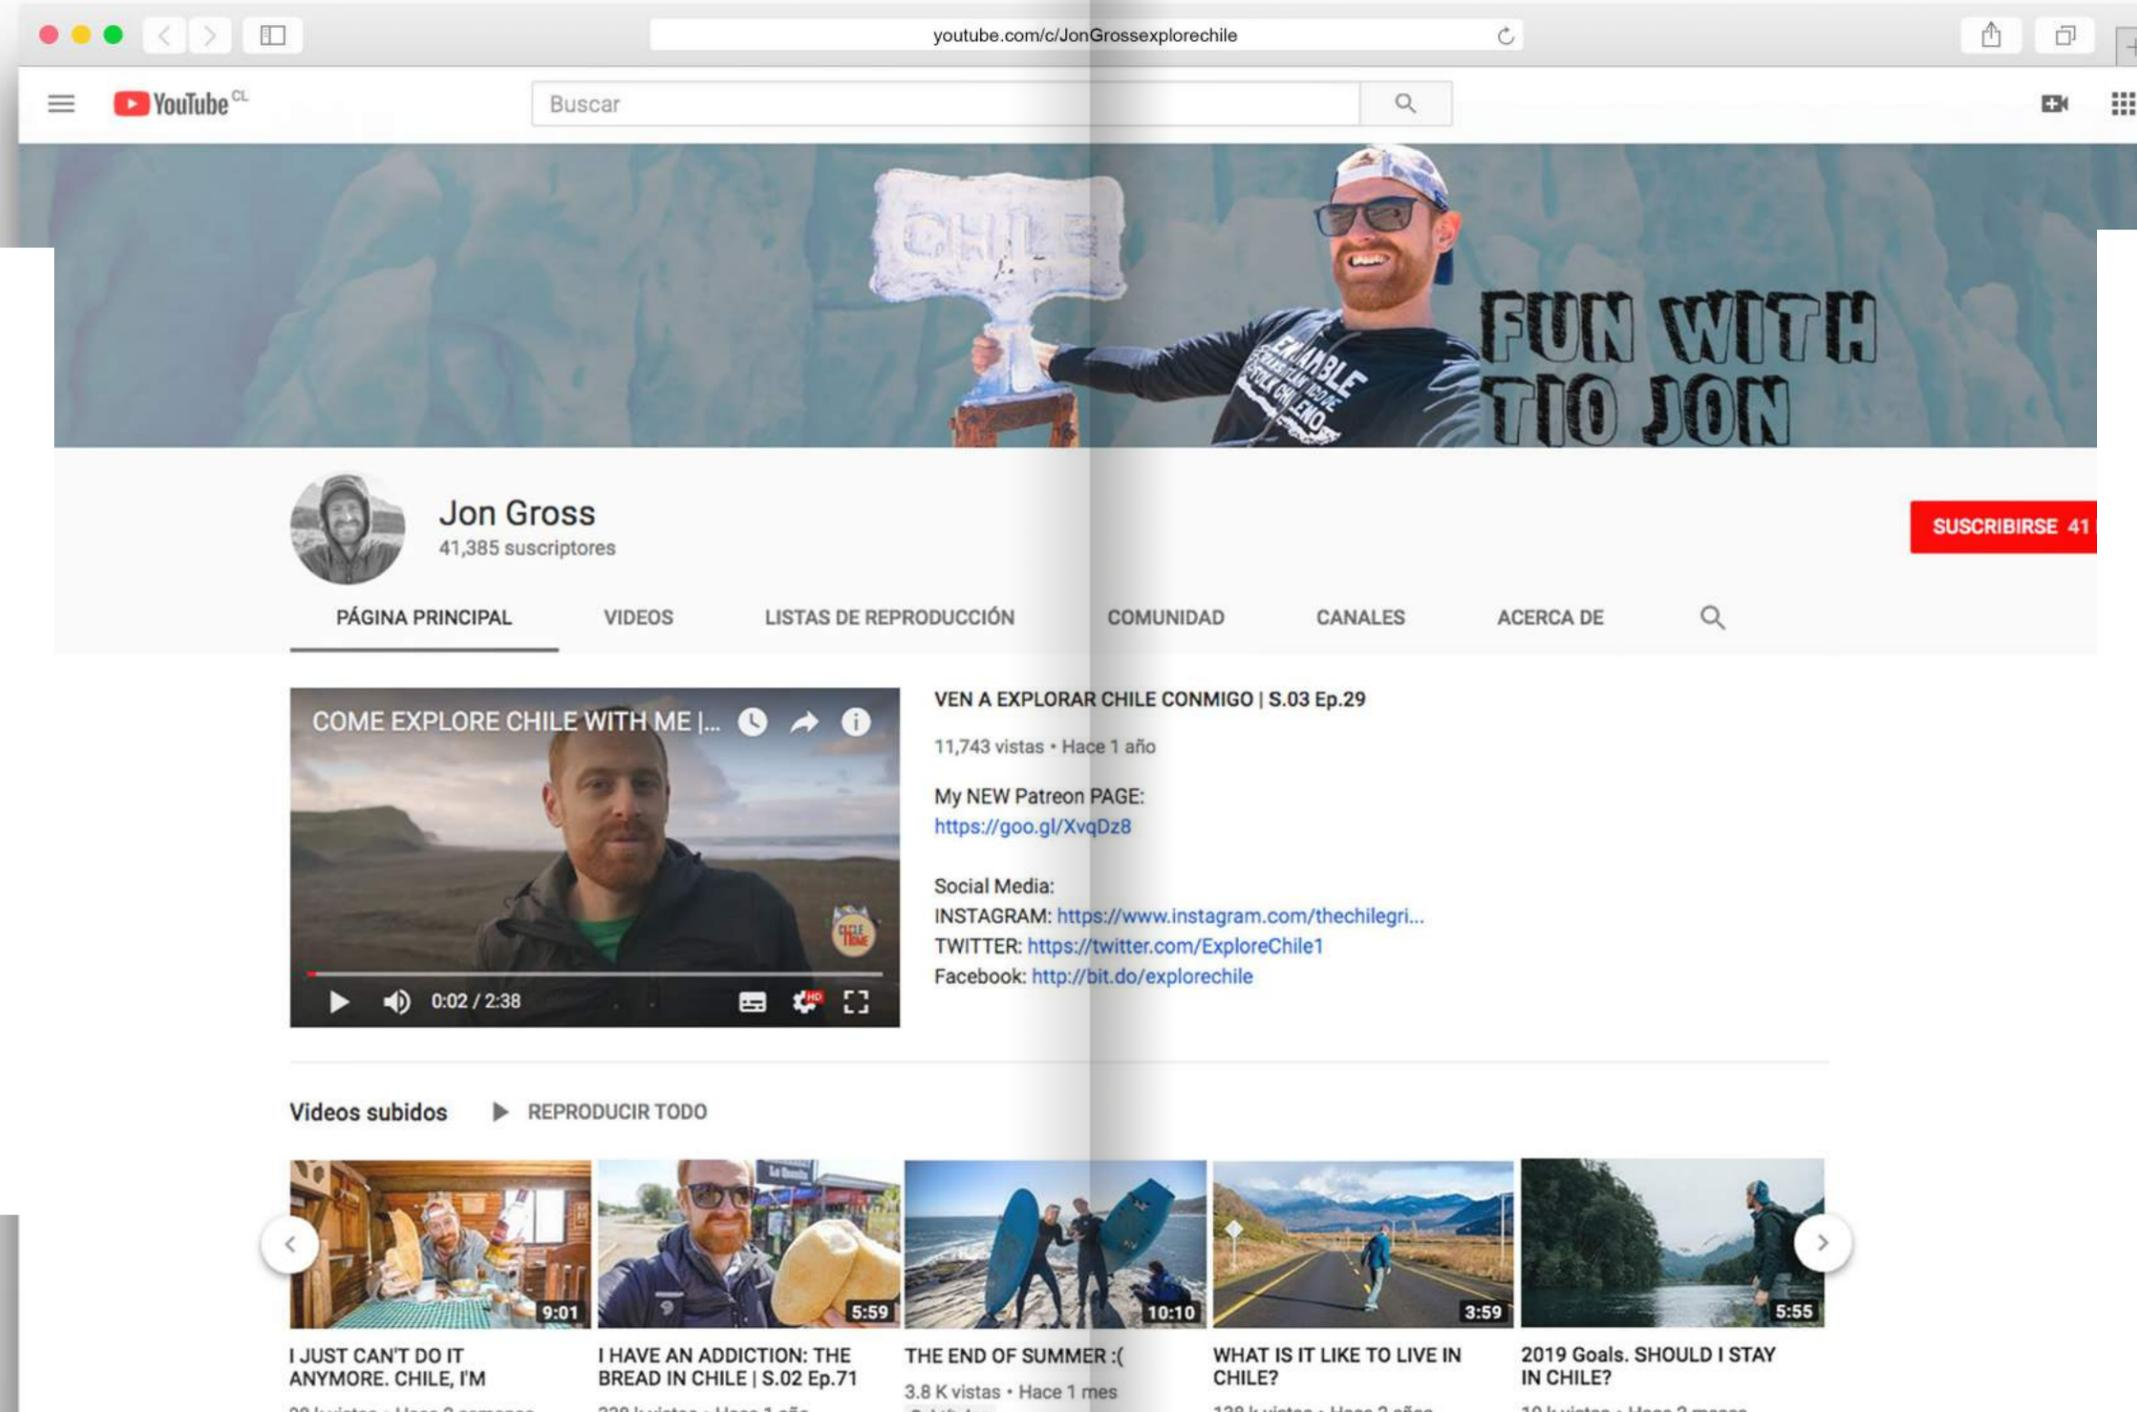 youtube.com/c/JonGrossexplorechile
YouTube CL
Buscar
CHILE
ENSAMBLE
TRANSATLANTICO DE
FOLK CHILENO
FUN WITH
TIO JON
Jon Gross
41,385 suscriptores
SUSCRIBIRSE 41
PÁGINA PRINCIPAL VIDEOS LISTAS DE REPRODUCCIÓN COMUNIDAD CANALES ACERCA DE
COME EXPLORE CHILE WITH ME |...
0:02 / 2:38
HD
VEN A EXPLORAR CHILE CONMIGO | S.03 Ep.29
11,743 vistas • Hace 1 año
My NEW Patreon PAGE:
https://goo.gl/XvqDz8
Social Media:
INSTAGRAM: https://www.instagram.com/thechilegri...
TWITTER: https://twitter.com/ExploreChile1
Facebook: http://bit.do/explorechile
Videos subidos REPRODUCIR TODO
9:01
5:59
10:10
3:59
5:55
I JUST CAN'T DO IT
ANYMORE. CHILE, I'M
I HAVE AN ADDICTION: THE
BREAD IN CHILE | S.02 Ep.71
THE END OF SUMMER :(
3.8 K vistas • Hace 1 mes
WHAT IS IT LIKE TO LIVE IN
CHILE?
2019 Goals. SHOULD I STAY
IN CHILE?